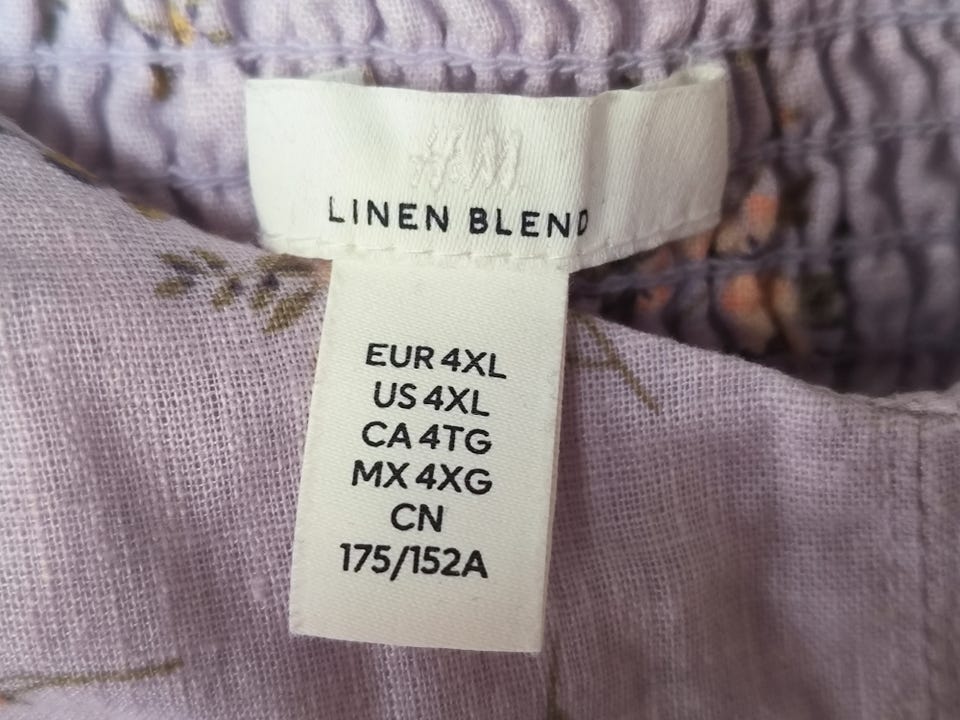 H&M
LINEN BLEND
EUR 4XL
US 4XL
CA 4TG
MX 4XG
CN
175/152A